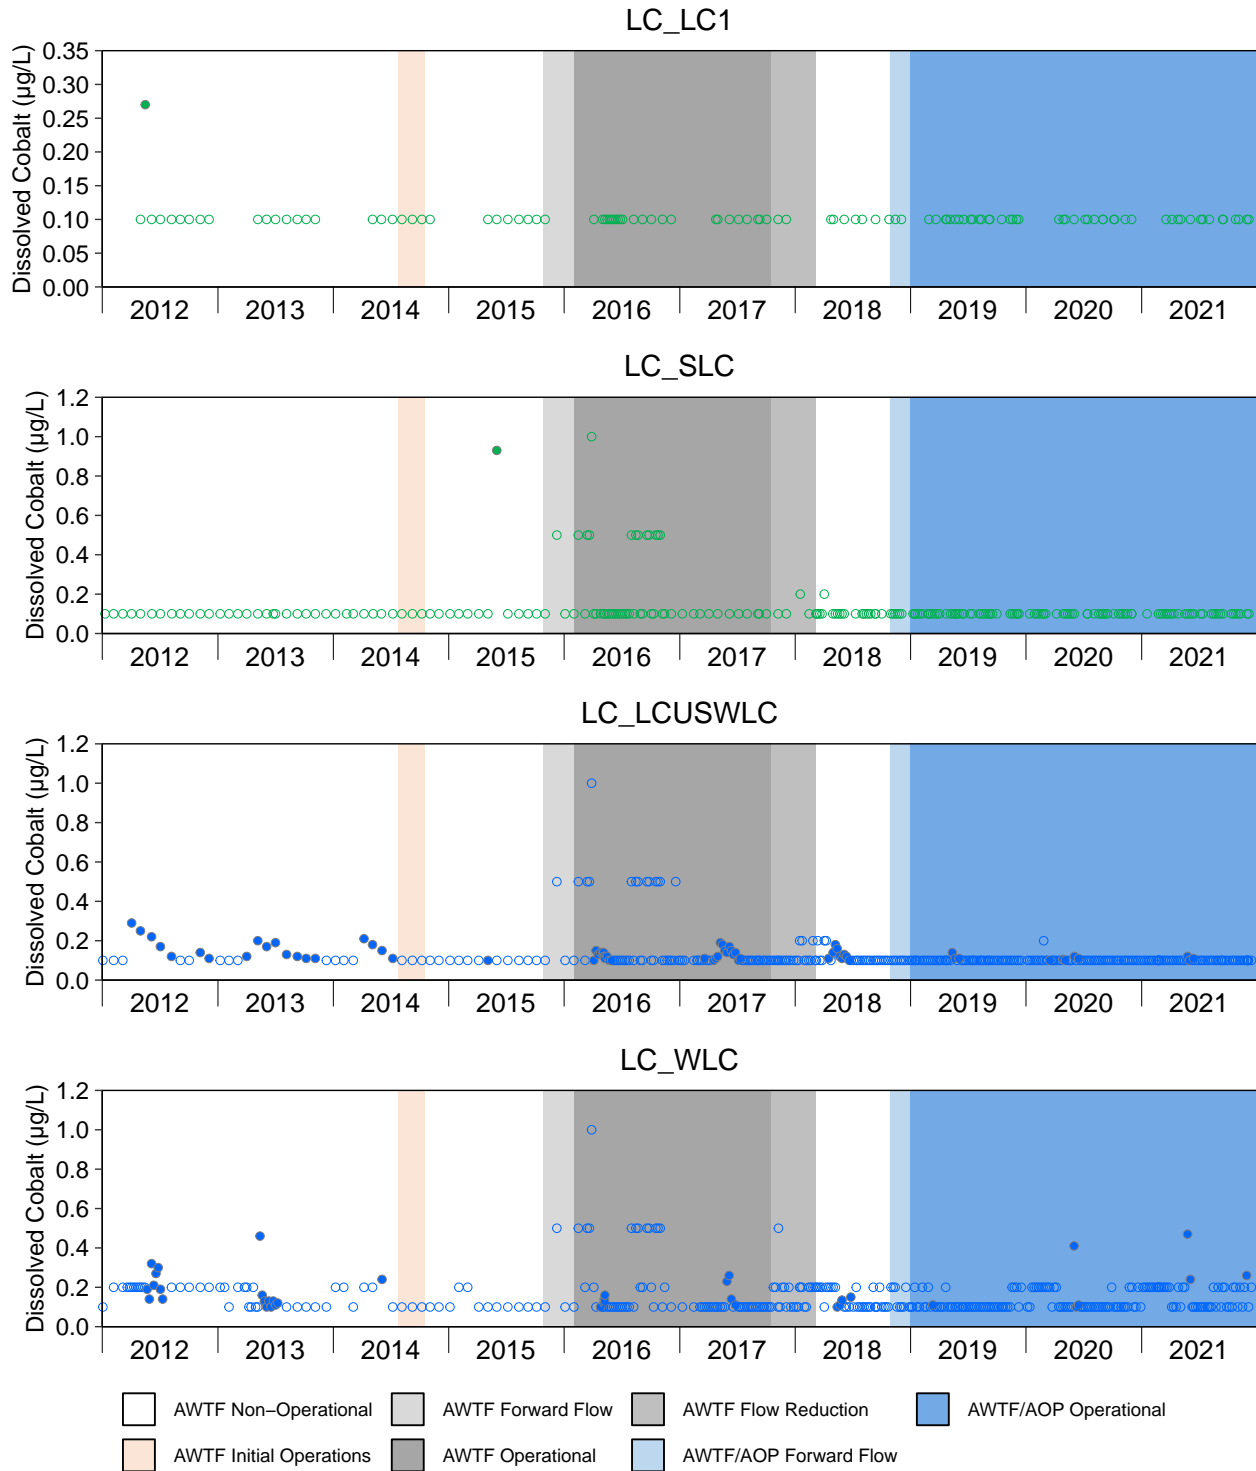 LC_LC1
Dissolved Cobalt (µg/L)
0.35
0.30
0.25
0.20
0.15
0.10
0.05
0.00
2012 2013 2014 2015 2016 2017 2018 2019 2020 2021
LC_SLC
Dissolved Cobalt (µg/L)
1.2
1.0
0.8
0.6
0.4
0.2
0.0
2012 2013 2014 2015 2016 2017 2018 2019 2020 2021
LC_LCUSWLC
Dissolved Cobalt (µg/L)
1.2
1.0
0.8
0.6
0.4
0.2
0.0
2012 2013 2014 2015 2016 2017 2018 2019 2020 2021
LC_WLC
Dissolved Cobalt (µg/L)
1.2
1.0
0.8
0.6
0.4
0.2
0.0
2012 2013 2014 2015 2016 2017 2018 2019 2020 2021
AWTF Non−Operational AWTF Forward Flow AWTF Flow Reduction AWTF/AOP Operational
AWTF Initial Operations AWTF Operational AWTF/AOP Forward Flow